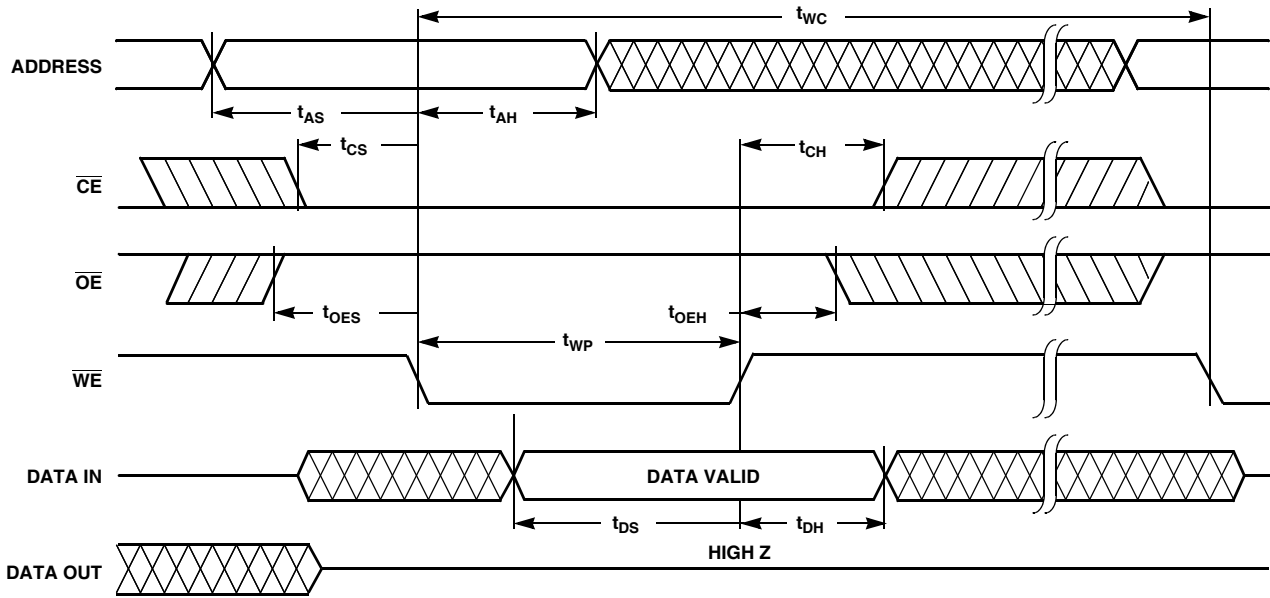 tWC
ADDRESS
tAS
tAH
tCS
tCH
CE
OE
tOES
tOEH
tWP
WE
DATA IN
DATA VALID
tDS
tDH
HIGH Z
DATA OUT